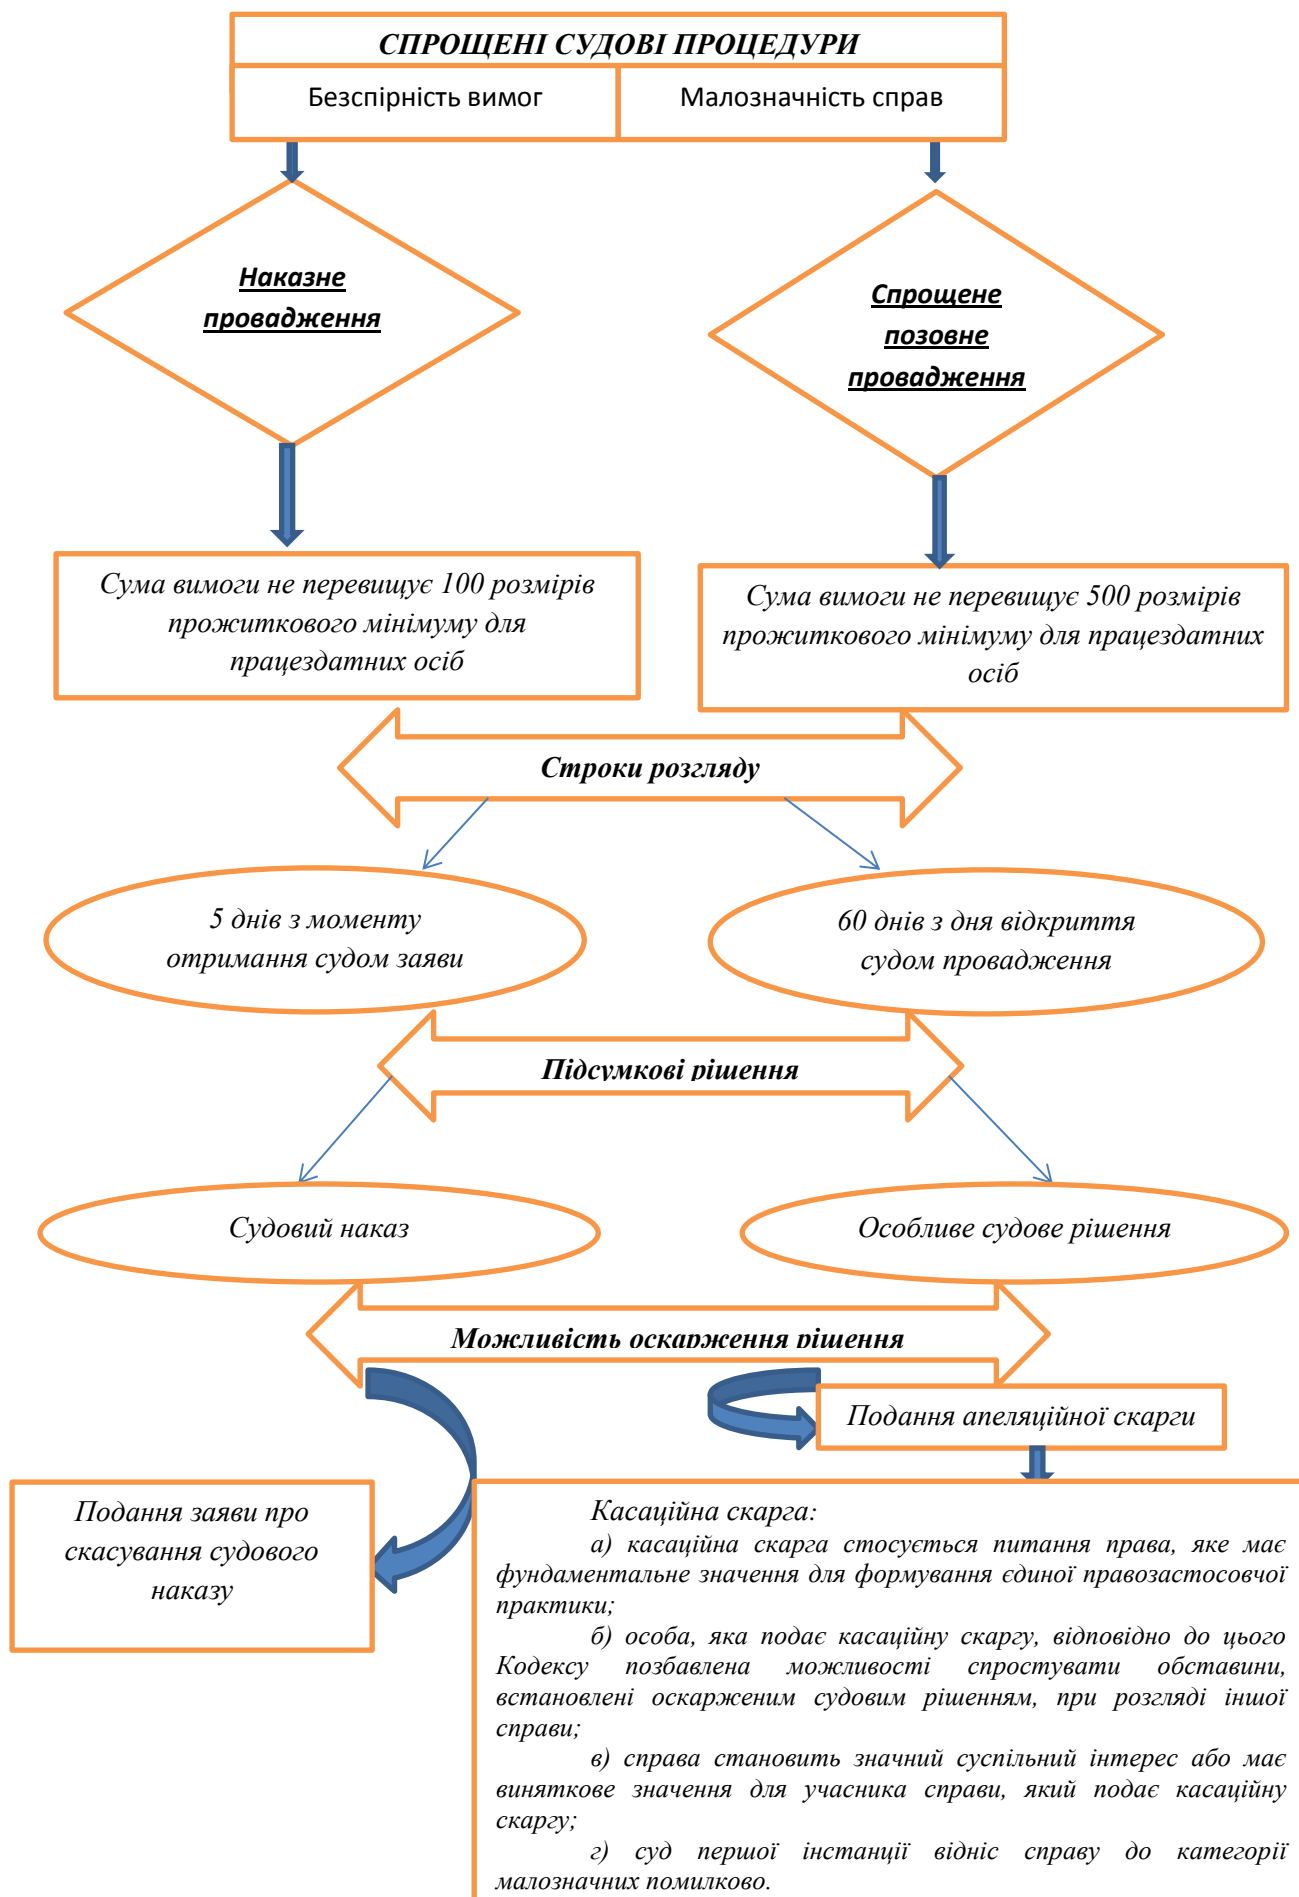 СПРОЩЕНІ СУДОВІ ПРОЦЕДУРИ
Безспірність вимог
Малозначність справ
Наказне
провадження
Спрощене
позовне
провадження
Сума вимоги не перевищує 100 розмірів
прожиткового мінімуму для
працездатних осіб
Сума вимоги не перевищує 500 розмірів
прожиткового мінімуму для працездатних
осіб
Строки розгляду
5 днів з моменту
отримання судом заяви
60 днів з дня відкриття
судом провадження
Підсумкові рішення
Судовий наказ
Особливе судове рішення
Можливість оскарження рішення
Подання апеляційної скарги
Подання заяви про
скасування судового
наказу
Касаційна скарга:
а) касаційна скарга стосується питання права, яке має
фундаментальне значення для формування єдиної правозастосовчої
практики;
б) особа, яка подає касаційну скаргу, відповідно до цього
Кодексу позбавлена можливості спростувати обставини,
встановлені оскарженим судовим рішенням, при розгляді іншої
справи;
в) справа становить значний суспільний інтерес або має
виняткове значення для учасника справи, який подає касаційну
скаргу;
г) суд першої інстанції відніс справу до категорії
малозначних помилково.